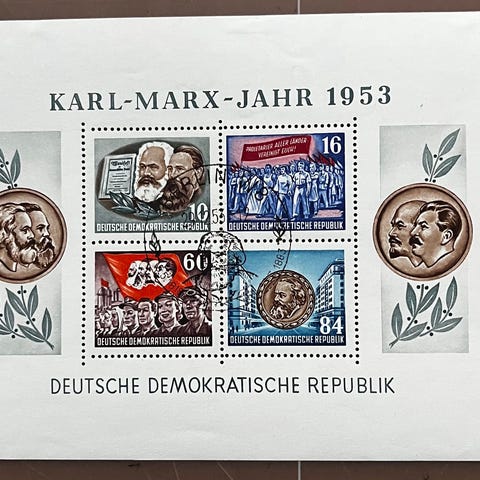 KARL-MARX-JAHR 1953
10
DEUTSCHE DEMOKRATISCHE REPUBLIK
16
PROLETARIER ALLER LÄNDER
VEREINIGT EUCH!
DEUTSCHE DEMOKRATISCHE REPUBLIK
60
DEUTSCHE DEMOKRATISCHE REPUBLIK
84
DEUTSCHE DEMOKRATISCHE REPUBLIK
DEUTSCHE DEMOKRATISCHE REPUBLIK